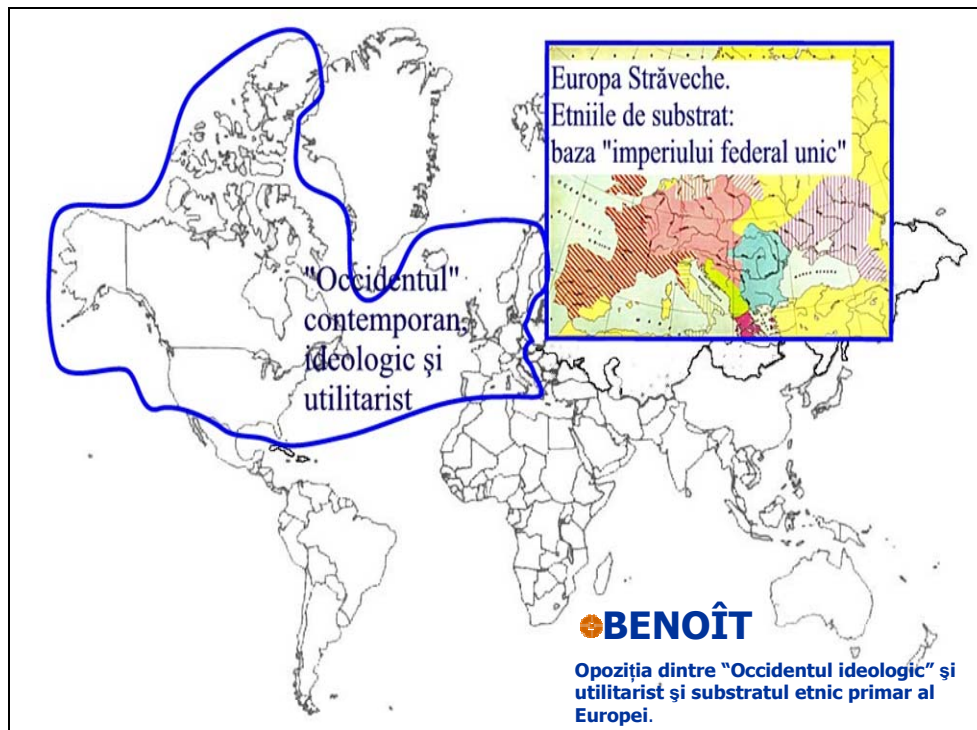 Europa Străveche.
Etniile de substrat:
baza "imperiului federal unic"
"Occidentul"
contemporan,
ideologic şi
utilitarist
BENOÎT
Opoziția dintre “Occidentul ideologic” şi
utilitarist şi substratul etnic primar al
Europei.